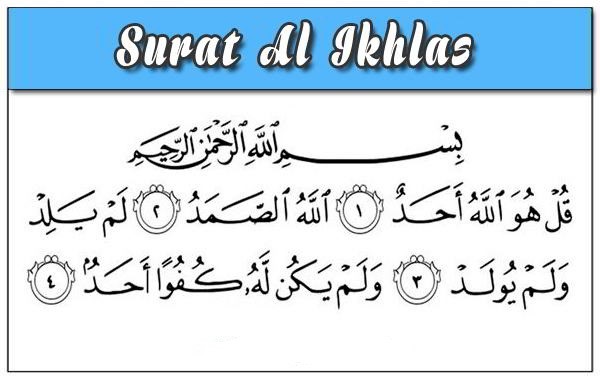 Surat Al Ikhlas
بِسْمِ اللَّهِ الرَّحْمَٰنِ الرَّحِيمِ
قُلْ هُوَ اللَّهُ أَحَدٌ ١ اللَّهُ الصَّمَدُ ٢ لَمْ يَلِدْ
وَلَمْ يُولَدْ ٣ وَلَمْ يَكُن لَّهُ كُفُوًا أَحَدٌ ٤